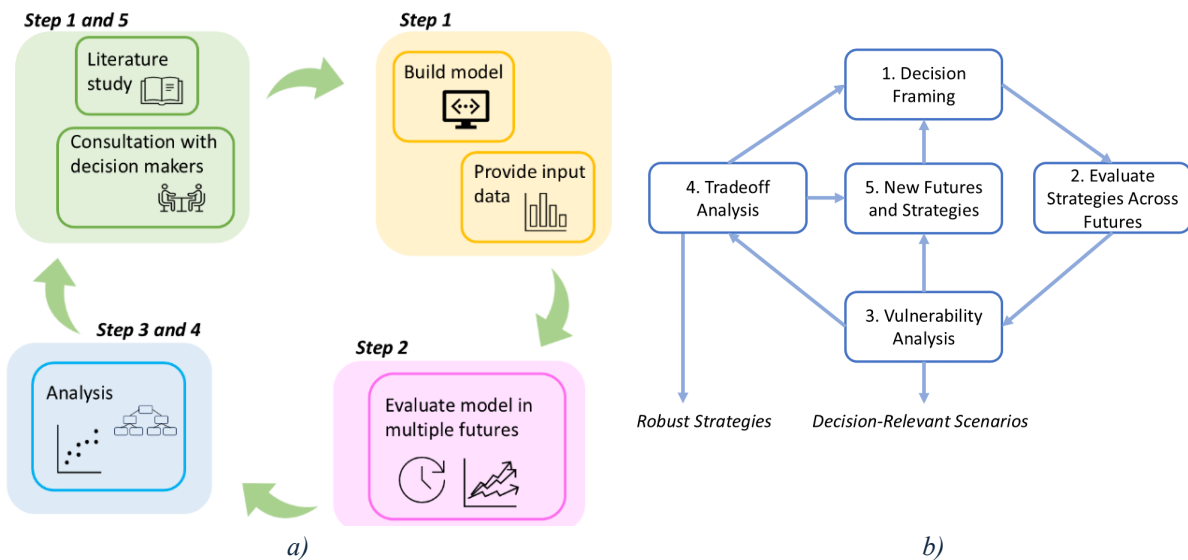 Step 1 and 5
Literature
study
Consultation with
decision makers
Step 1
Build model
Provide input
data
Step 3 and 4
Analysis
Step 2
Evaluate model in
multiple futures
a)
1. Decision
Framing
4. Tradeoff
Analysis
5. New Futures
and Strategies
2. Evaluate
Strategies Across
Futures
3. Vulnerability
Analysis
Robust Strategies
Decision-Relevant Scenarios
b)